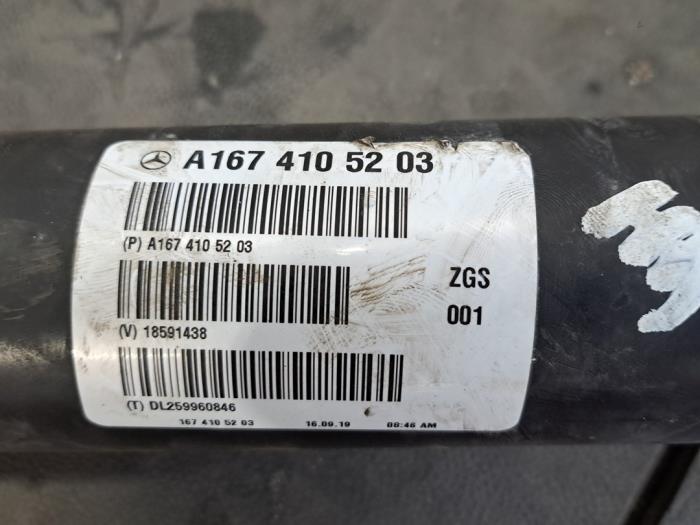 A167 410 52 03
(P) A167 410 52 03
ZGS
001
(V) 18591438
(T) DL259960846
167 410 52 03 16.09.19 08:46 AM